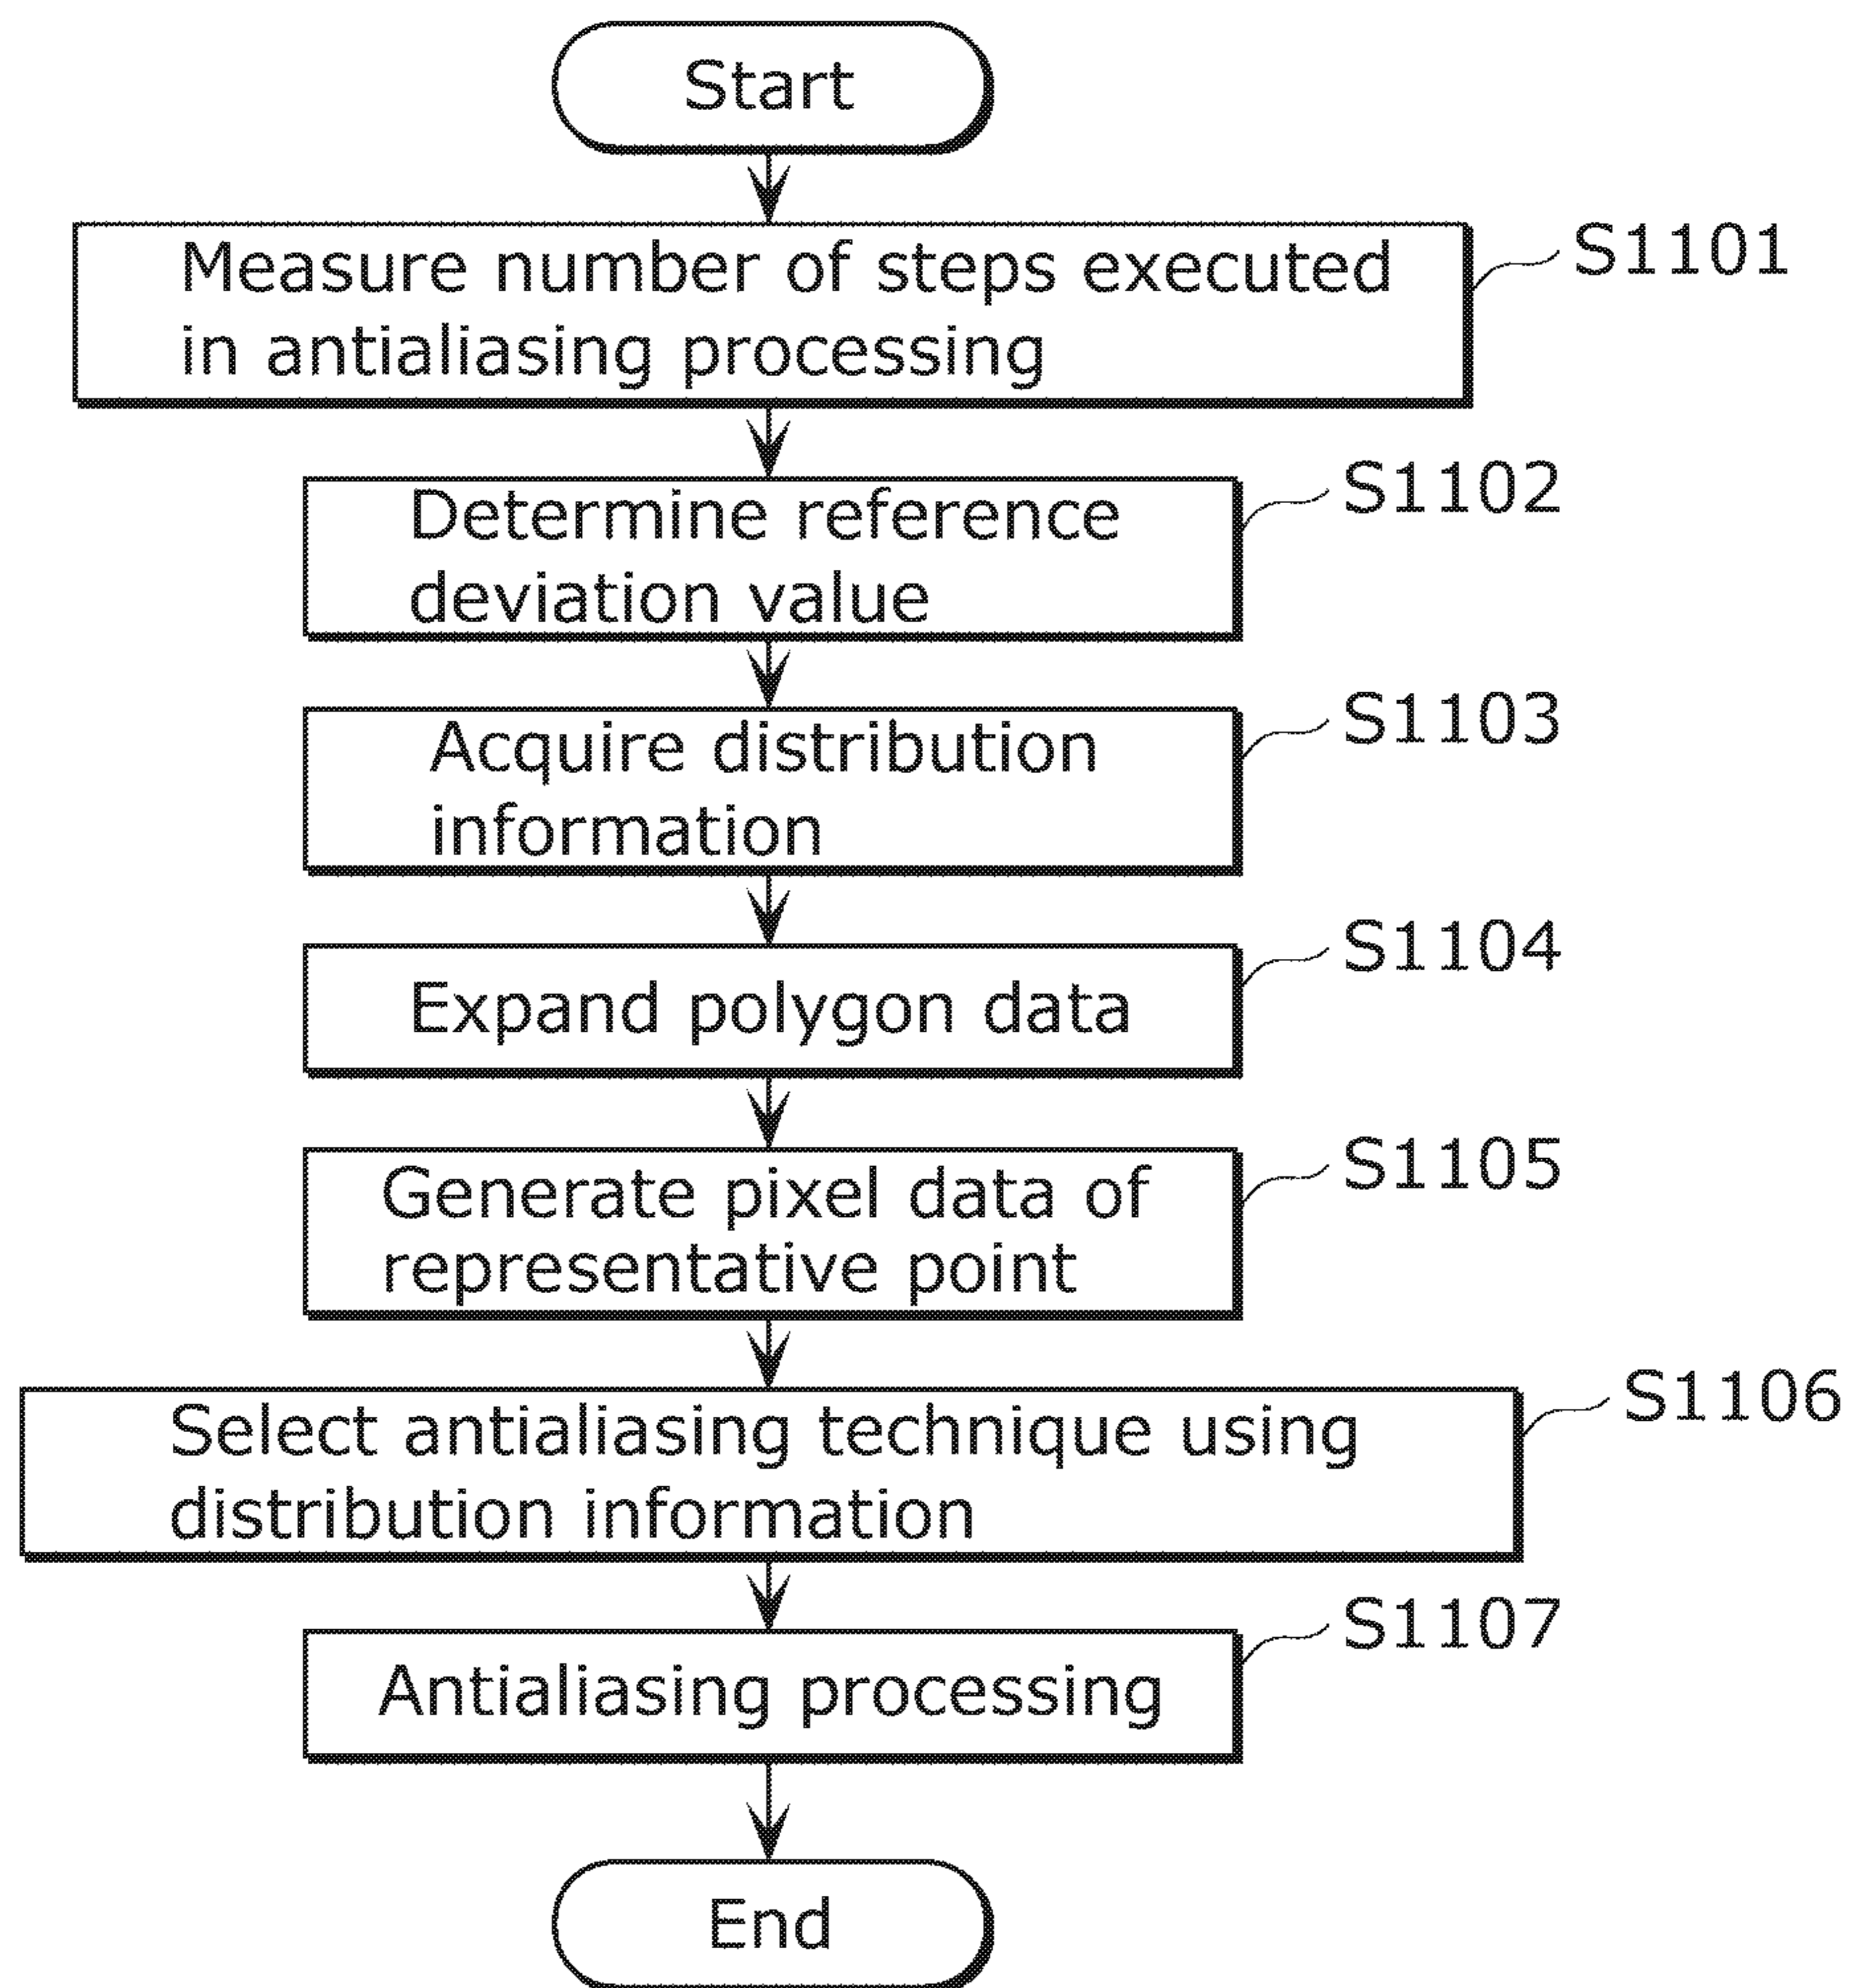 Start
Measure number of steps executed
in antialiasing processing
S1101
Determine reference
deviation value
S1102
Acquire distribution
information
S1103
Expand polygon data
S1104
Generate pixel data of
representative point
S1105
Select antialiasing technique using
distribution information
S1106
Antialiasing processing
S1107
End